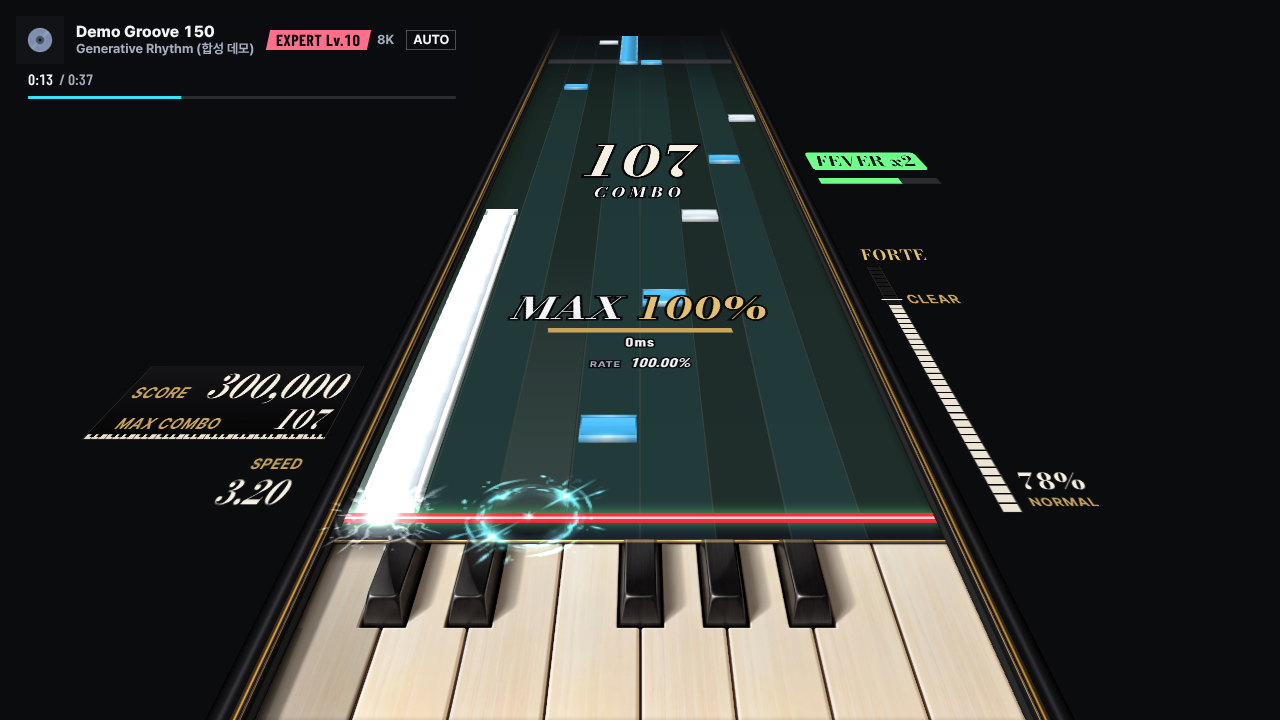 Demo Groove 150
Generative Rhythm (합성 데모)
EXPERT Lv.10
8K
AUTO
0:13 / 0:37
107
COMBO
FEVER x2
FORTE
CLEAR
MAX 100%
0ms
RATE 100.00%
SCORE 300,000
MAX COMBO 107
SPEED
3.20
78%
NORMAL